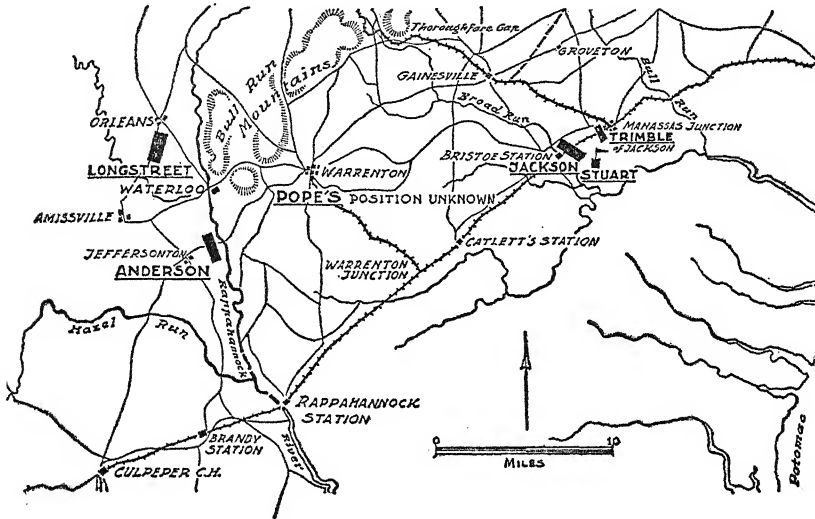 Thoroughfare Gap
GROVETON
GAINESVILLE
Bull Run
Bull Run
Mountains
Broad Run
ORLEANS
MANASSAS JUNCTION
TRIMBLE
of JACKSON
BRISTOE STATION
JACKSON
STUART
LONGSTREET
WATERLOO
WARRENTON
POPE'S POSITION UNKNOWN
AMISSVILLE
CATLETT'S STATION
JEFFERSONTON
ANDERSON
WARRENTON
JUNCTION
Rappahannock
Hazel Run
RAPPAHANNOCK
STATION
River
BRANDY
STATION
CULPEPER C.H.
0 10
MILES
Potomac